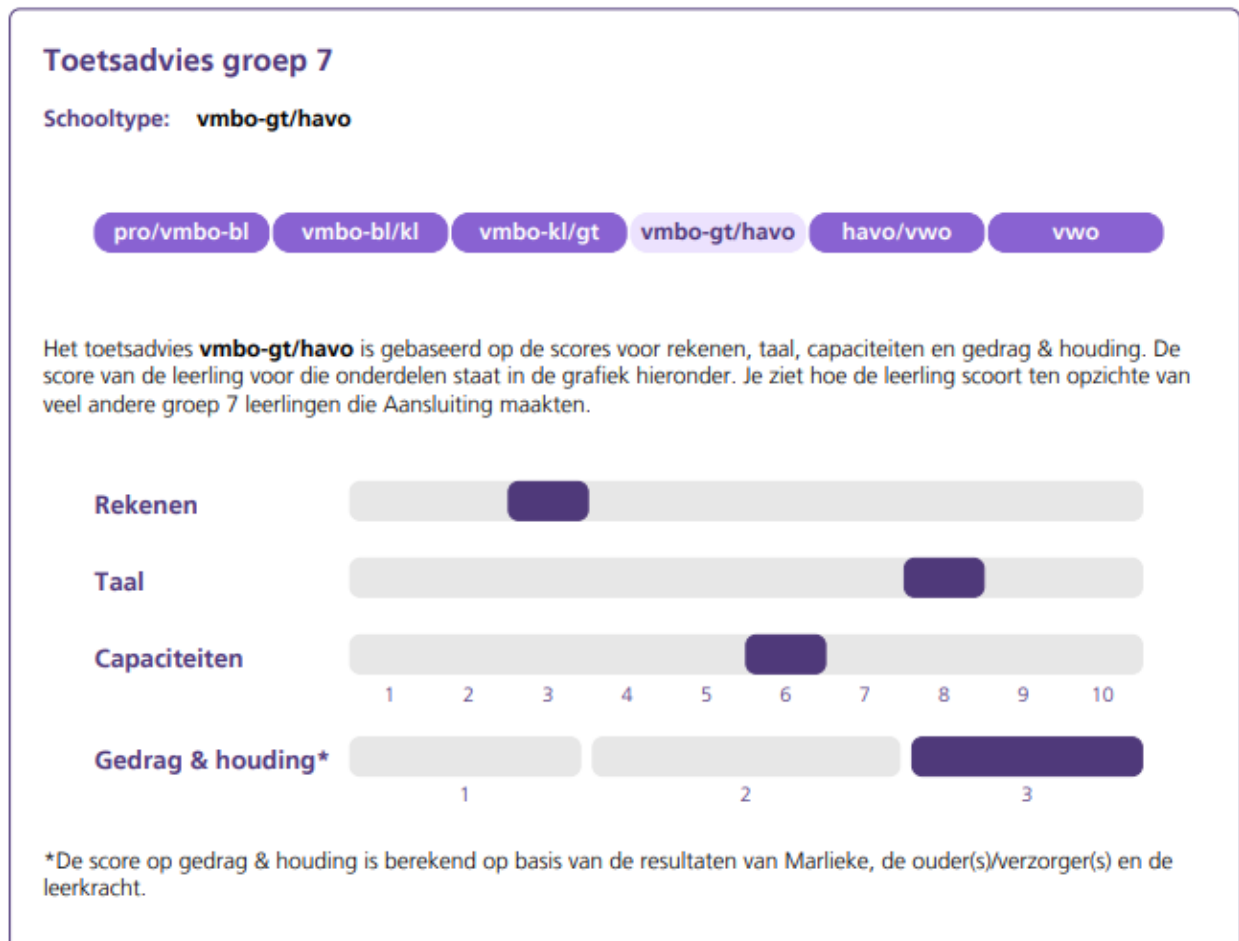 Toetsadvies groep 7
Schooltype: vmbo-gt/havo
pro/vmbo-bl vmbo-bl/kl vmbo-kl/gt vmbo-gt/havo havo/vwo vwo
Het toetsadvies vmbo-gt/havo is gebaseerd op de scores voor rekenen, taal, capaciteiten en gedrag & houding. De
score van de leerling voor die onderdelen staat in de grafiek hieronder. Je ziet hoe de leerling scoort ten opzichte van
veel andere groep 7 leerlingen die Aansluiting maakten.
Rekenen
Taal
Capaciteiten
1 2 3 4 5 6 7 8 9 10
Gedrag & houding*
1 2 3
*De score op gedrag & houding is berekend op basis van de resultaten van Marlieke, de ouder(s)/verzorger(s) en de
leerkracht.